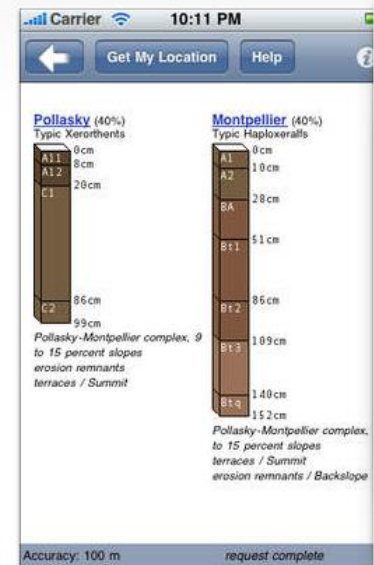 Carrier 10:11 PM
Get My Location Help i
Pollasky (40%)
Typic Xerorthents
0cm
A11
8cm
A12
20cm
C1
86cm
C2
99cm
Pollasky-Montpellier complex, 9
to 15 percent slopes
erosion remnants
terraces / Summit
Montpellier (40%)
Typic Haploxeralfs
0cm
A1
10cm
A2
28cm
BA
51cm
Bt1
86cm
Bt2
109cm
Bt3
140cm
Btq
152cm
Pollasky-Montpellier complex,
to 15 percent slopes
terraces / Summit
erosion remnants / Backslope
Accuracy: 100 m request complete